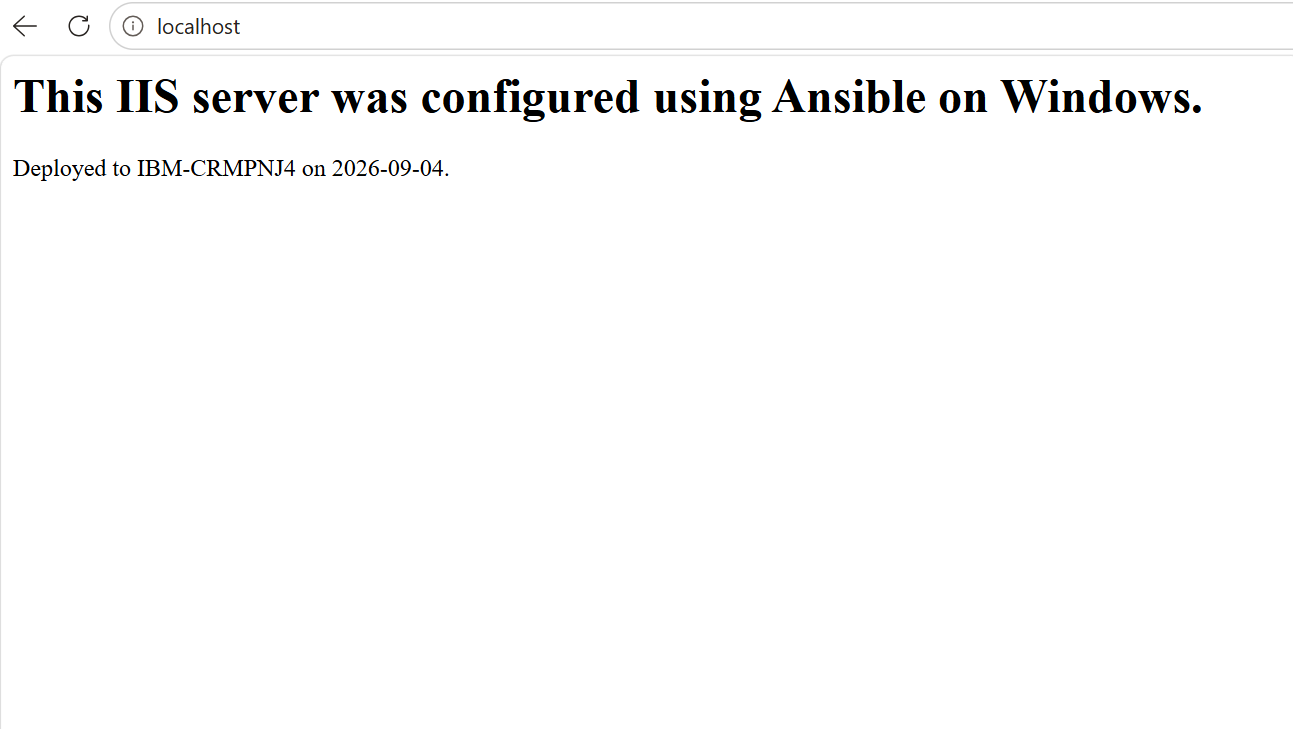 localhost
This IIS server was configured using Ansible on Windows.
Deployed to IBM-CRMPNJ4 on 2026-09-04.